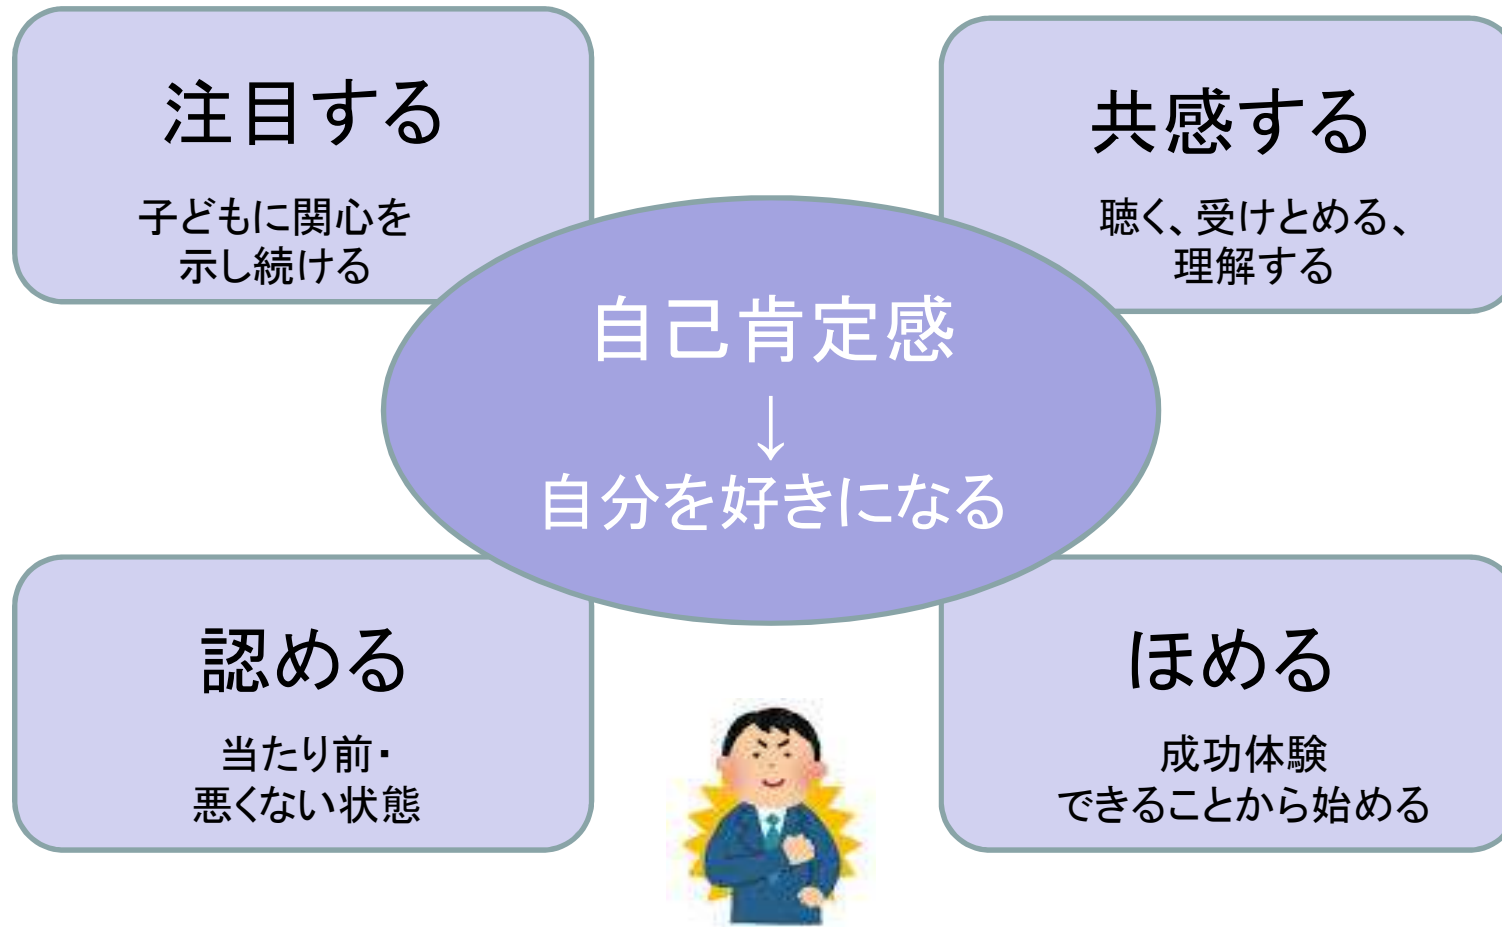 注目する
子どもに関心を
示し続ける
共感する
聴く、受けとめる、
理解する
自己肯定感
↓
自分を好きになる
認める
当たり前・
悪くない状態
ほめる
成功体験
できることから始める